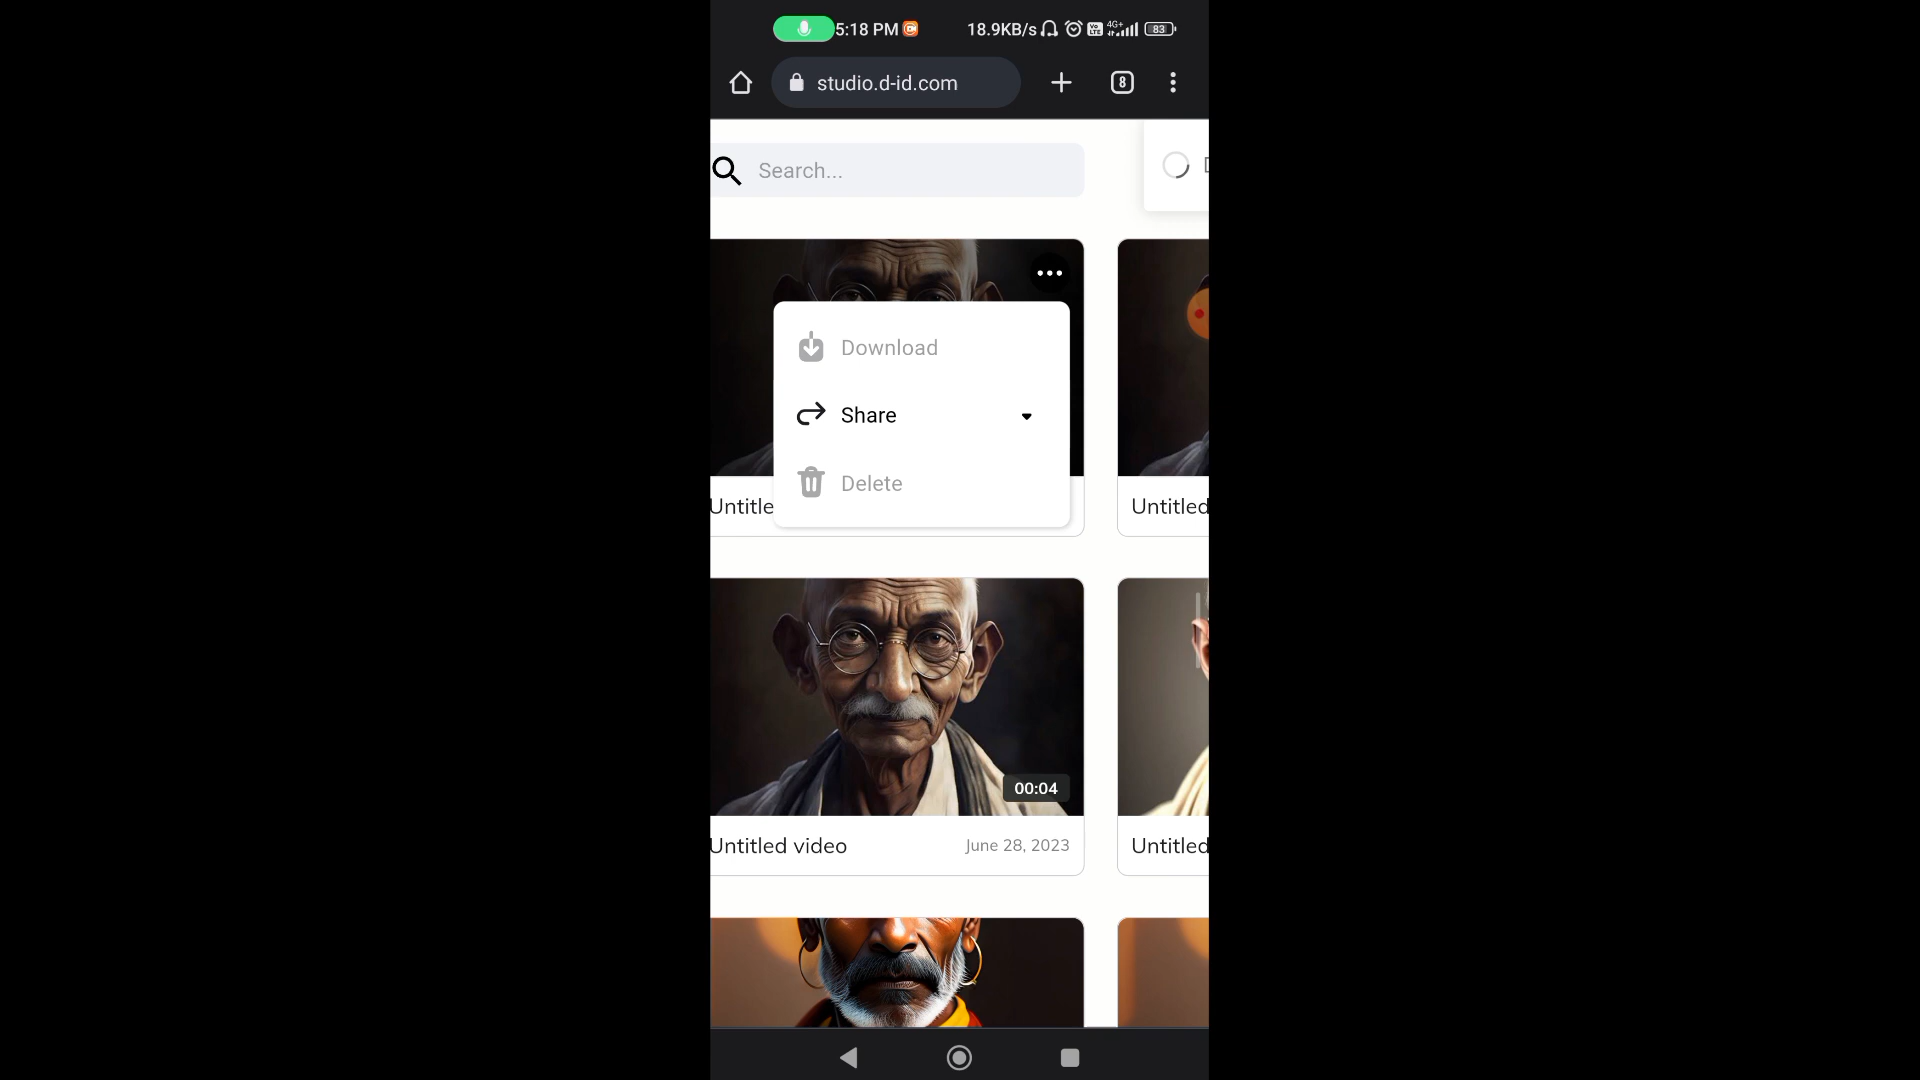 5:18 PM 18.9KB/s 4G+ 83
studio.d-id.com 8
Search...
Download
Share
Delete
Untitle
Untitled
00:04
Untitled video June 28, 2023
Untitled